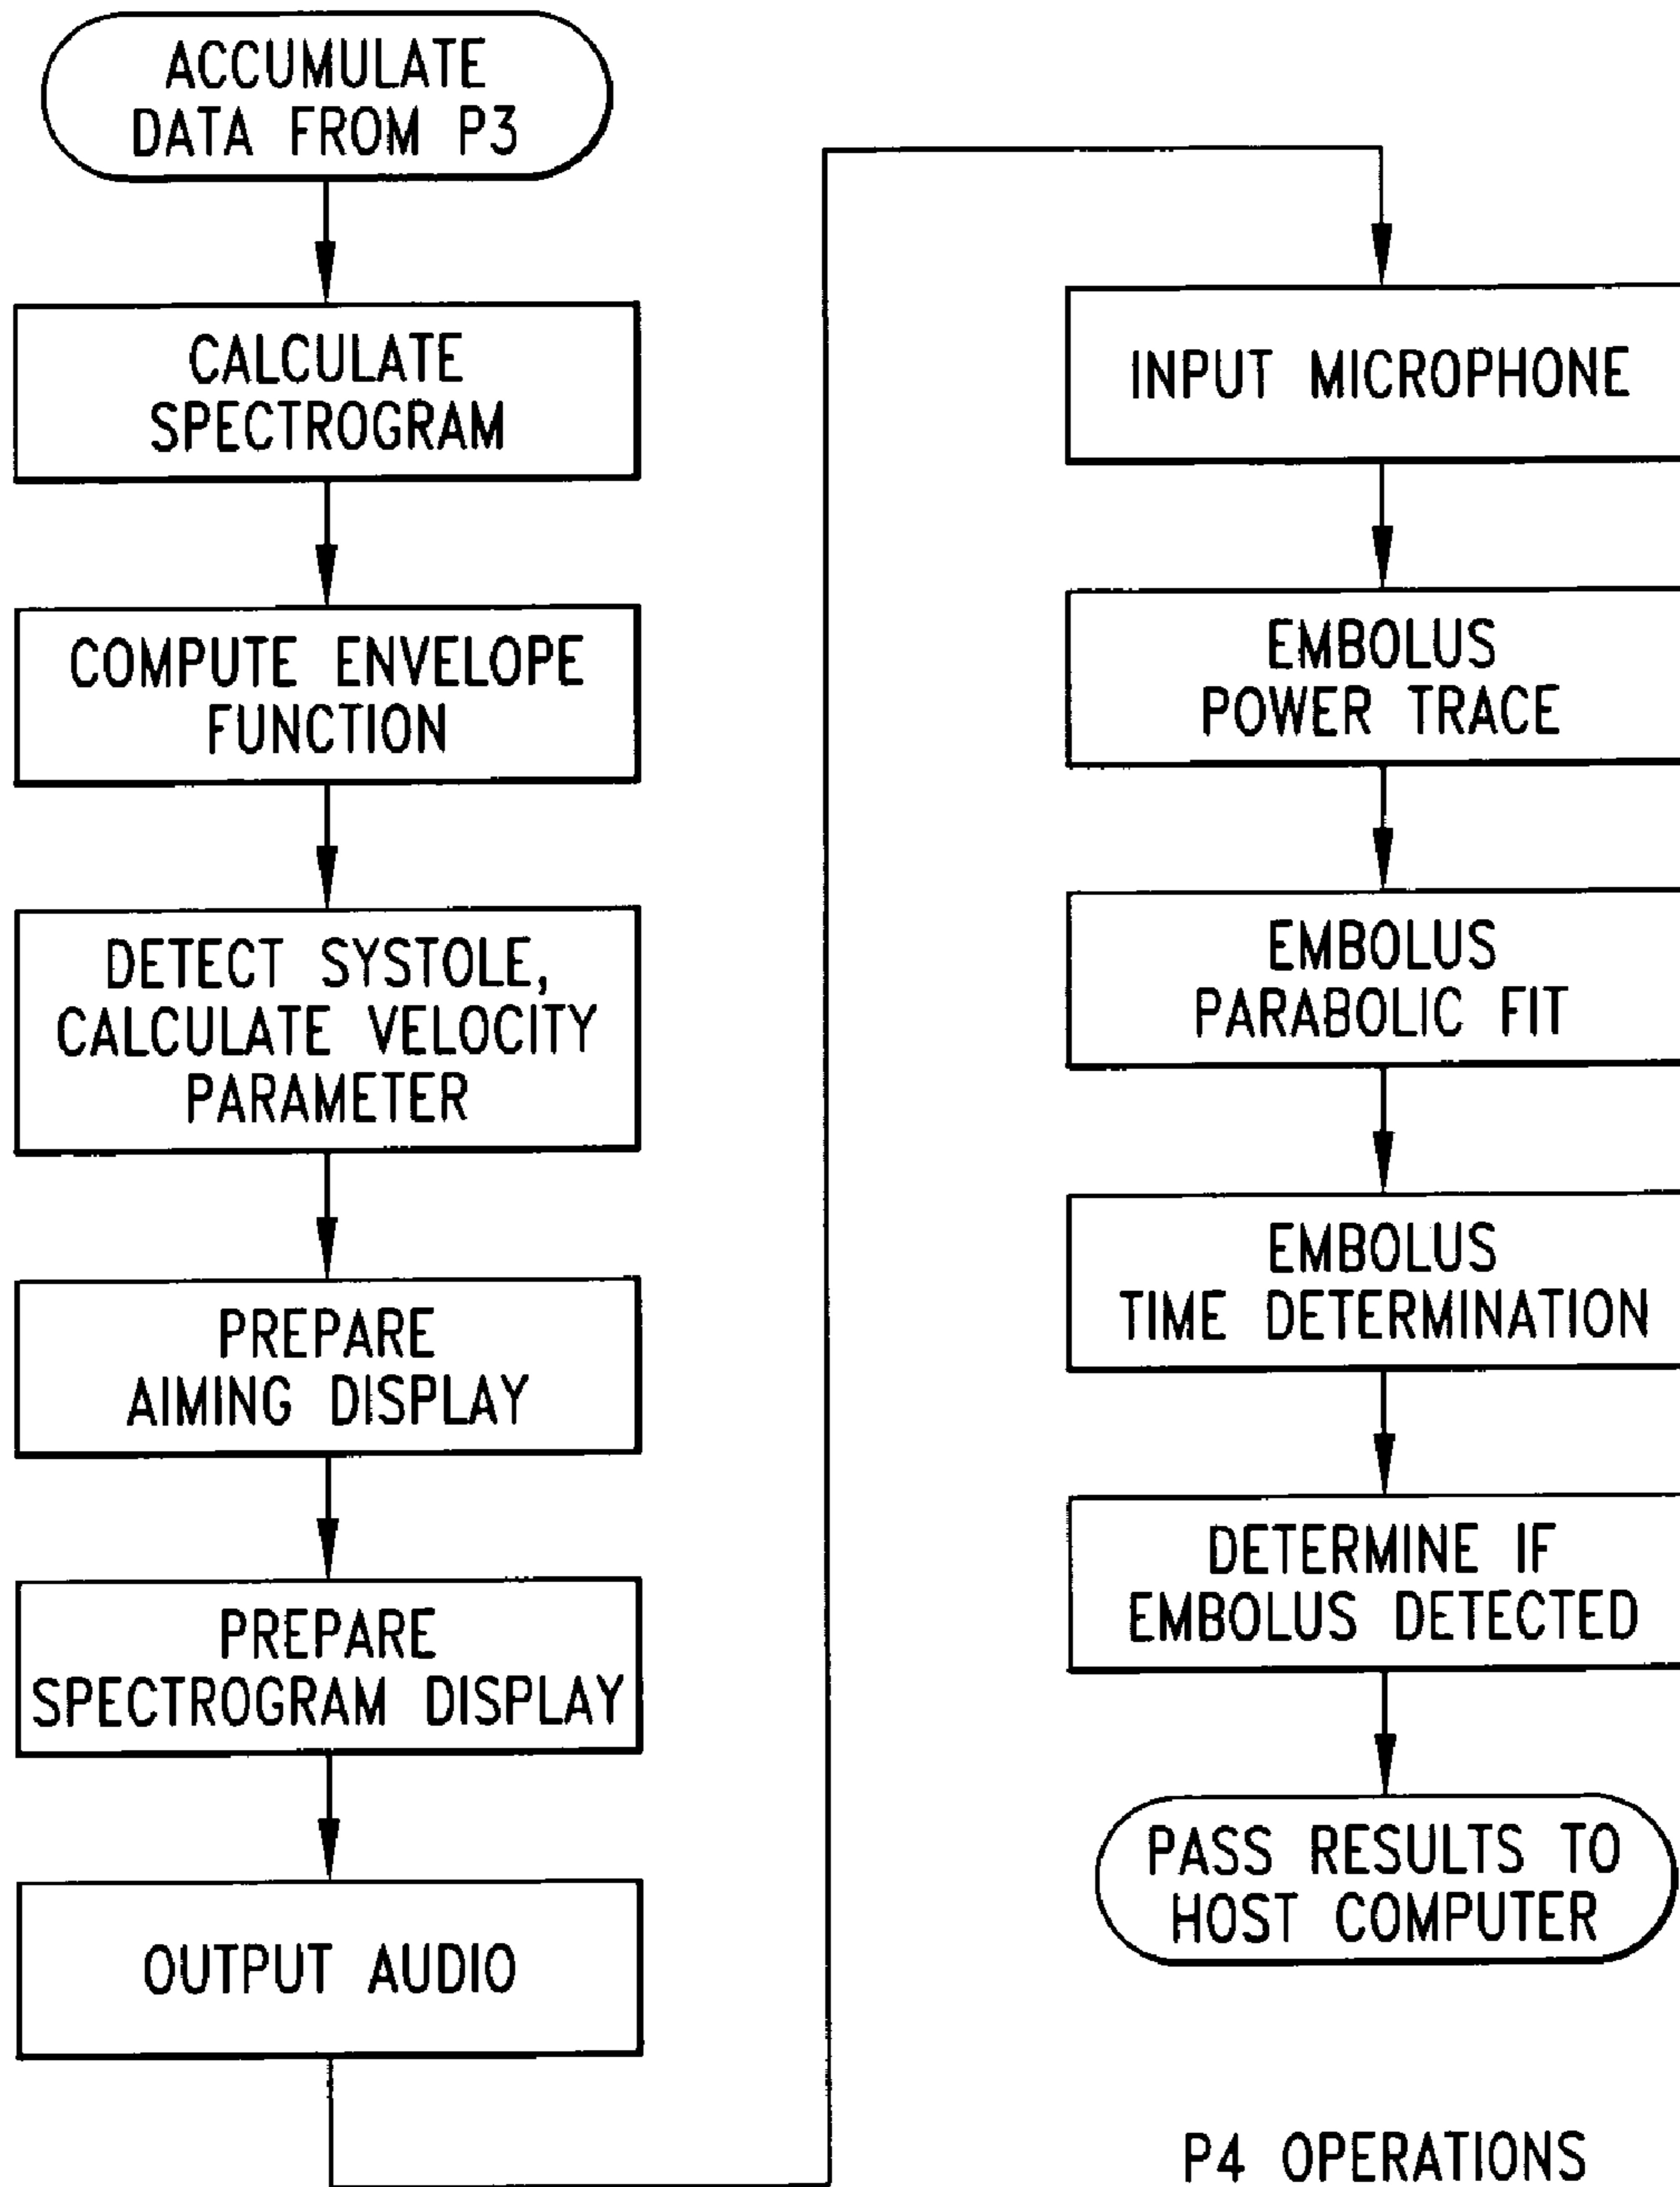 ACCUMULATE
DATA FROM P3
CALCULATE
SPECTROGRAM
COMPUTE ENVELOPE
FUNCTION
DETECT SYSTOLE,
CALCULATE VELOCITY
PARAMETER
PREPARE
AIMING DISPLAY
PREPARE
SPECTROGRAM DISPLAY
OUTPUT AUDIO
INPUT MICROPHONE
EMBOLUS
POWER TRACE
EMBOLUS
PARABOLIC FIT
EMBOLUS
TIME DETERMINATION
DETERMINE IF
EMBOLUS DETECTED
PASS RESULTS TO
HOST COMPUTER
P4 OPERATIONS